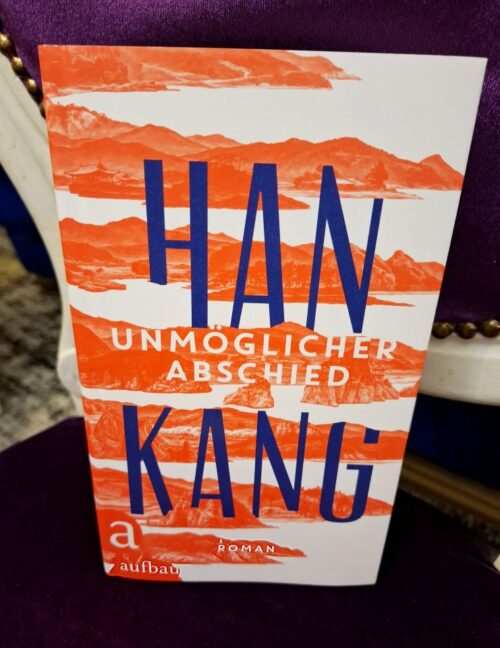 HAN
UNMÖGLICHER
ABSCHIED
KANG
ROMAN
a
aufbau